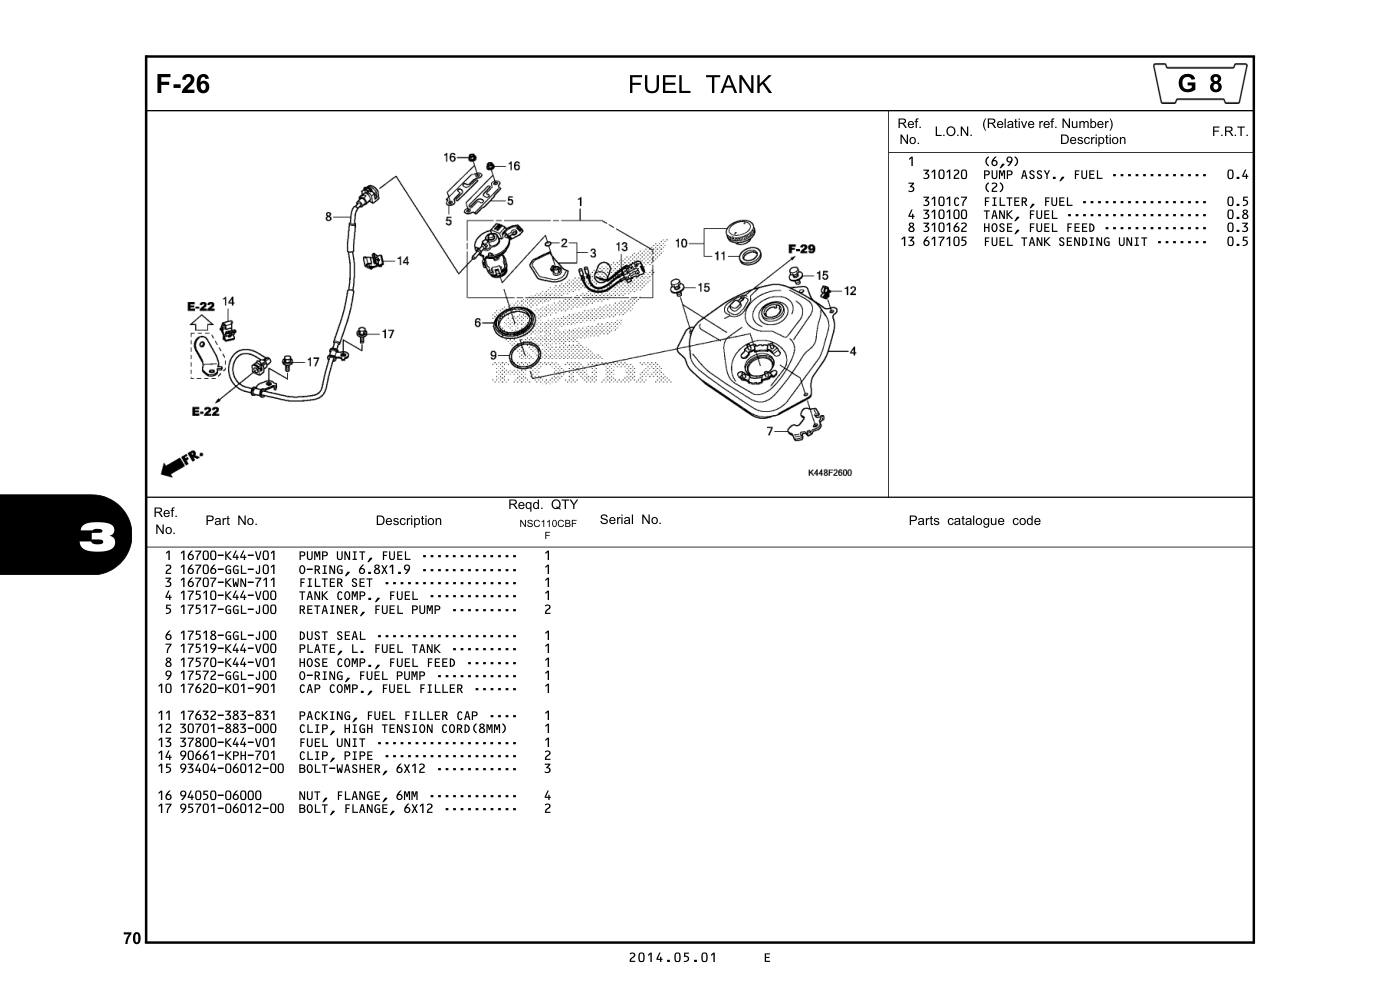 F-26 FUEL TANK G 8
16
16
5
5
8
1
14
2
3
13
10
11
F-29
15
15
12
E-22
14
17
17
6
9
4
7
E-22
FR.
HONDA
K448F2600
Ref. No. L.O.N. (Relative ref. Number) Description F.R.T.
1 (6,9)
310120 PUMP ASSY., FUEL ------------- 0.4
3 (2)
3101C7 FILTER, FUEL ----------------- 0.5
4 310100 TANK, FUEL ------------------- 0.8
8 310162 HOSE, FUEL FEED -------------- 0.3
13 617105 FUEL TANK SENDING UNIT ------- 0.5
3
Ref. No. Part No. Description Reqd. QTY Serial No. Parts catalogue code
NSC110CBF
F
1 16700-K44-V01 PUMP UNIT, FUEL ------------- 1
2 16706-GGL-J01 O-RING, 6.8X1.9 ------------- 1
3 16707-KWN-711 FILTER SET ------------------ 1
4 17510-K44-V00 TANK COMP., FUEL ------------ 1
5 17517-GGL-J00 RETAINER, FUEL PUMP --------- 2
6 17518-GGL-J00 DUST SEAL ------------------- 1
7 17519-K44-V00 PLATE, L. FUEL TANK --------- 1
8 17570-K44-V01 HOSE COMP., FUEL FEED ------- 1
9 17572-GGL-J00 O-RING, FUEL PUMP ----------- 1
10 17620-K01-901 CAP COMP., FUEL FILLER ------ 1
11 17632-383-831 PACKING, FUEL FILLER CAP ---- 1
12 30701-883-000 CLIP, HIGH TENSION CORD(8MM) 1
13 37800-K44-V01 FUEL UNIT ------------------- 1
14 90661-KPH-701 CLIP, PIPE ------------------ 2
15 93404-06012-00 BOLT-WASHER, 6X12 ----------- 3
16 94050-06000 NUT, FLANGE, 6MM ------------ 4
17 95701-06012-00 BOLT, FLANGE, 6X12 ---------- 2
70
2014.05.01 E